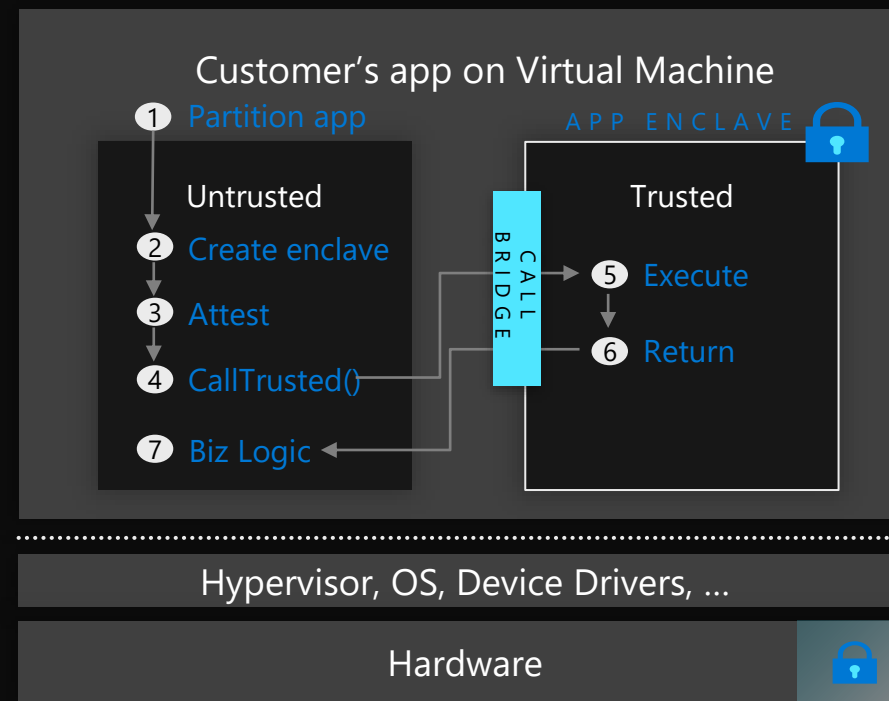 Customer’s app on Virtual Machine
1 Partition app
APP ENCLAVE
Untrusted
Trusted
2 Create enclave
CALL
BRIDGE
5 Execute
3 Attest
6 Return
4 CallTrusted()
7 Biz Logic
Hypervisor, OS, Device Drivers, ...
Hardware